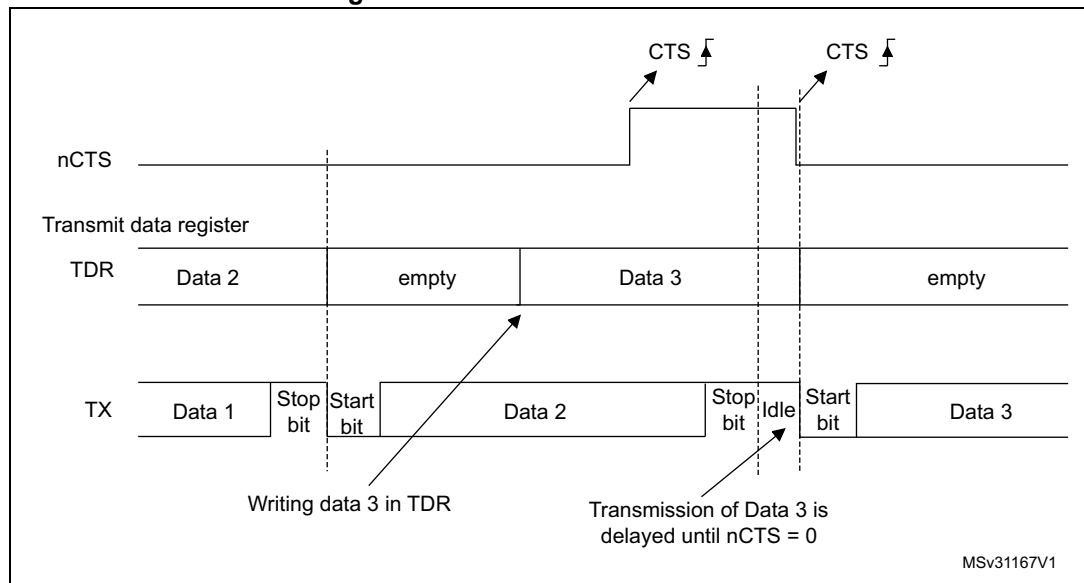 CTS CTS
nCTS
Transmit data register
TDR Data 2 empty Data 3 empty
TX Data 1 Stop bit Start bit Data 2 Stop bit Idle Start bit Data 3
Writing data 3 in TDR
Transmission of Data 3 is
delayed until nCTS = 0
MSv31167V1